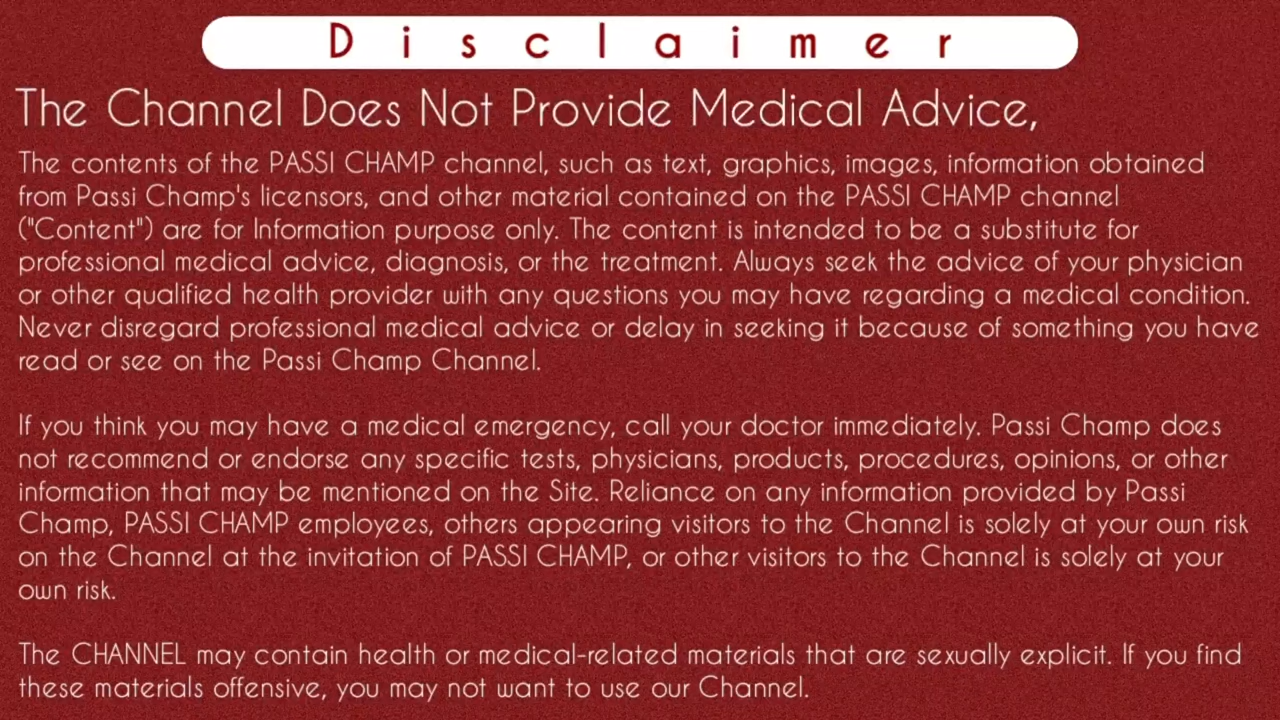 Disclaimer
The Channel Does Not Provide Medical Advice,
The contents of the PASSI CHAMP channel, such as text, graphics, images, information obtained
from Passi Champ's licensors, and other material contained on the PASSI CHAMP channel
("Content") are for Information purpose only. The content is intended to be a substitute for
professional medical advice, diagnosis, or the treatment. Always seek the advice of your physician
or other qualified health provider with any questions you may have regarding a medical condition.
Never disregard professional medical advice or delay in seeking it because of something you have
read or see on the Passi Champ Channel.
If you think you may have a medical emergency, call your doctor immediately. Passi Champ does
not recommend or endorse any specific tests, physicians, products, procedures, opinions, or other
information that may be mentioned on the Site. Reliance on any information provided by Passi
Champ, PASSI CHAMP employees, others appearing visitors to the Channel is solely at your own risk
on the Channel at the invitation of PASSI CHAMP, or other visitors to the Channel is solely at your
own risk.
The CHANNEL may contain health or medical-related materials that are sexually explicit. If you find
these materials offensive, you may not want to use our Channel.